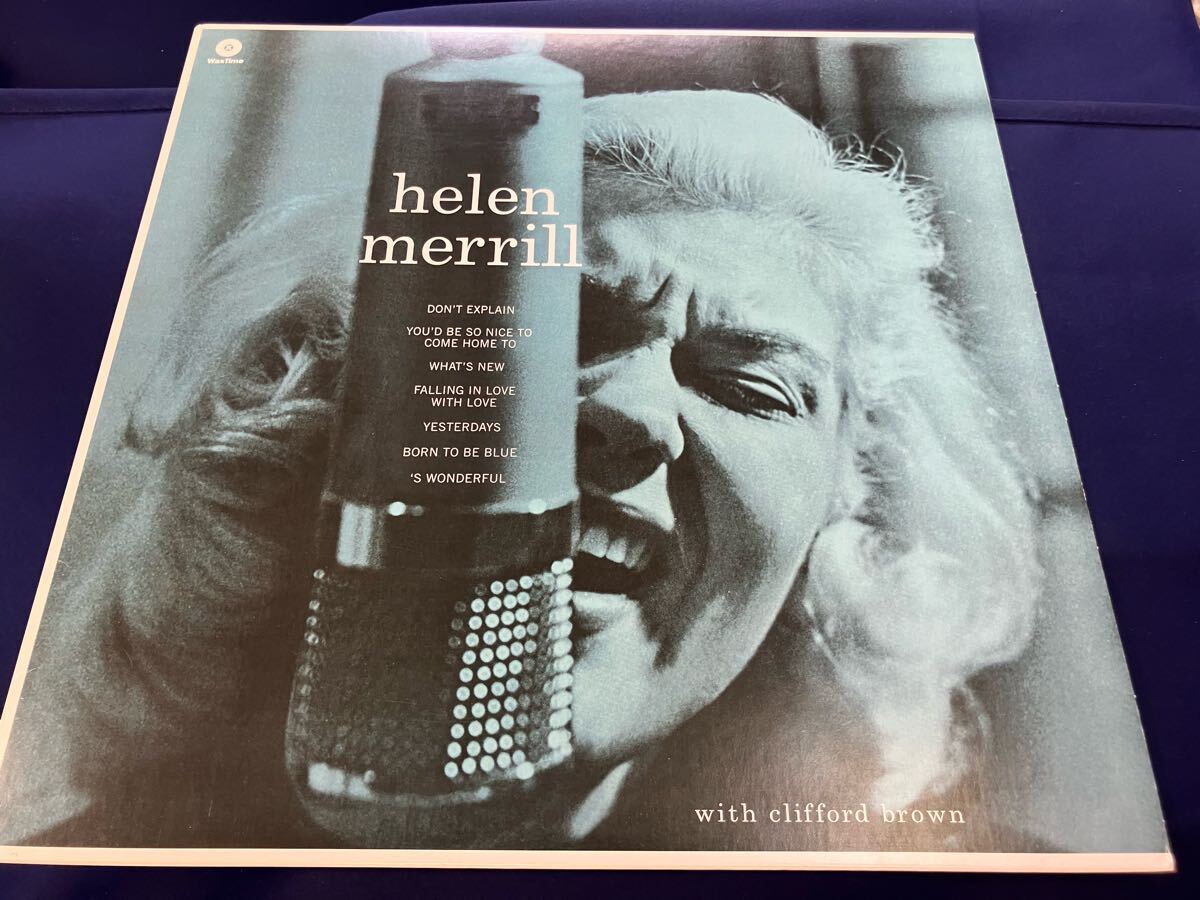 WaxTime
helen
merrill
DON'T EXPLAIN
YOU'D BE SO NICE TO
COME HOME TO
WHAT'S NEW
FALLING IN LOVE
WITH LOVE
YESTERDAYS
BORN TO BE BLUE
'S WONDERFUL
with clifford brown